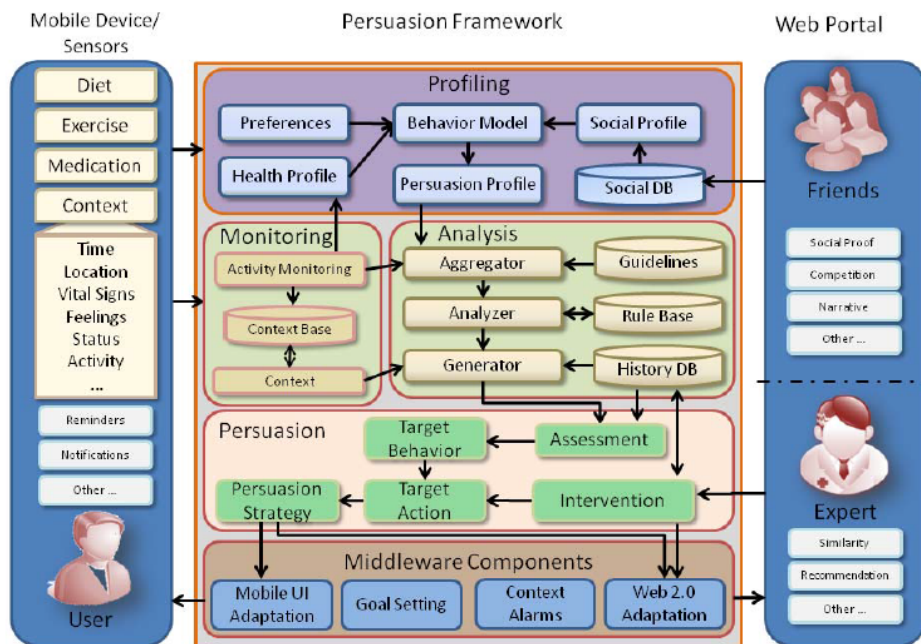 Mobile Device/
Sensors
Persuasion Framework
Web Portal
Diet
Exercise
Medication
Context
Time
Location
Vital Signs
Feelings
Status
Activity
...
Reminders
Notifications
Other ...
User
Profiling
Preferences
Behavior Model
Social Profile
Health Profile
Persuasion Profile
Social DB
Monitoring
Activity Monitoring
Context Base
Context
Analysis
Aggregator
Guidelines
Analyzer
Rule Base
Generator
History DB
Persuasion
Target
Behavior
Assessment
Persuasion
Strategy
Target
Action
Intervention
Middleware Components
Mobile UI
Adaptation
Goal Setting
Context
Alarms
Web 2.0
Adaptation
Friends
Social Proof
Competition
Narrative
Other ...
Expert
Similarity
Recommendation
Other ...